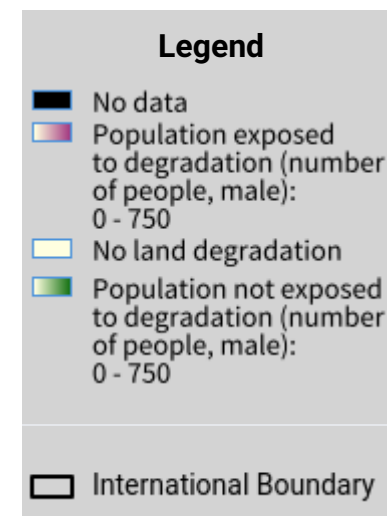 Legend
No data
Population exposed
to degradation (number
of people, male):
0 - 750
No land degradation
Population not exposed
to degradation (number
of people, male):
0 - 750
International Boundary